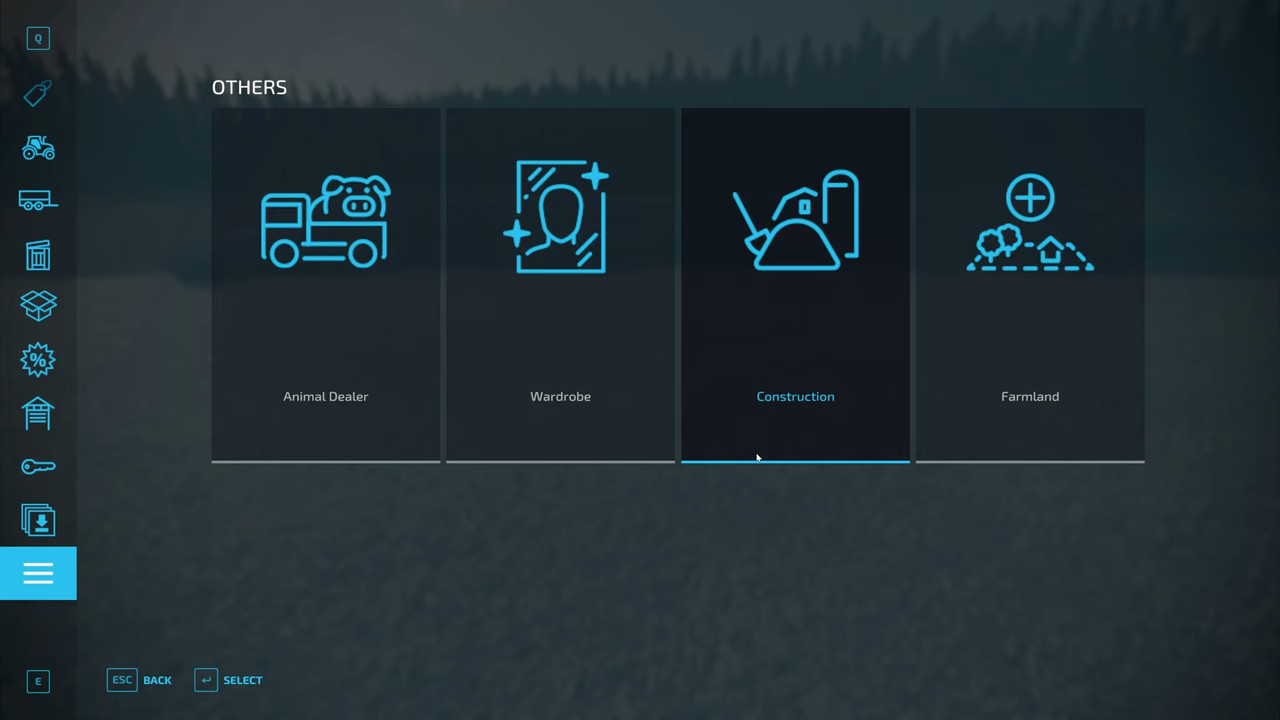 Q
OTHERS
%
Animal Dealer
Wardrobe
Construction
Farmland
E
ESC BACK
SELECT